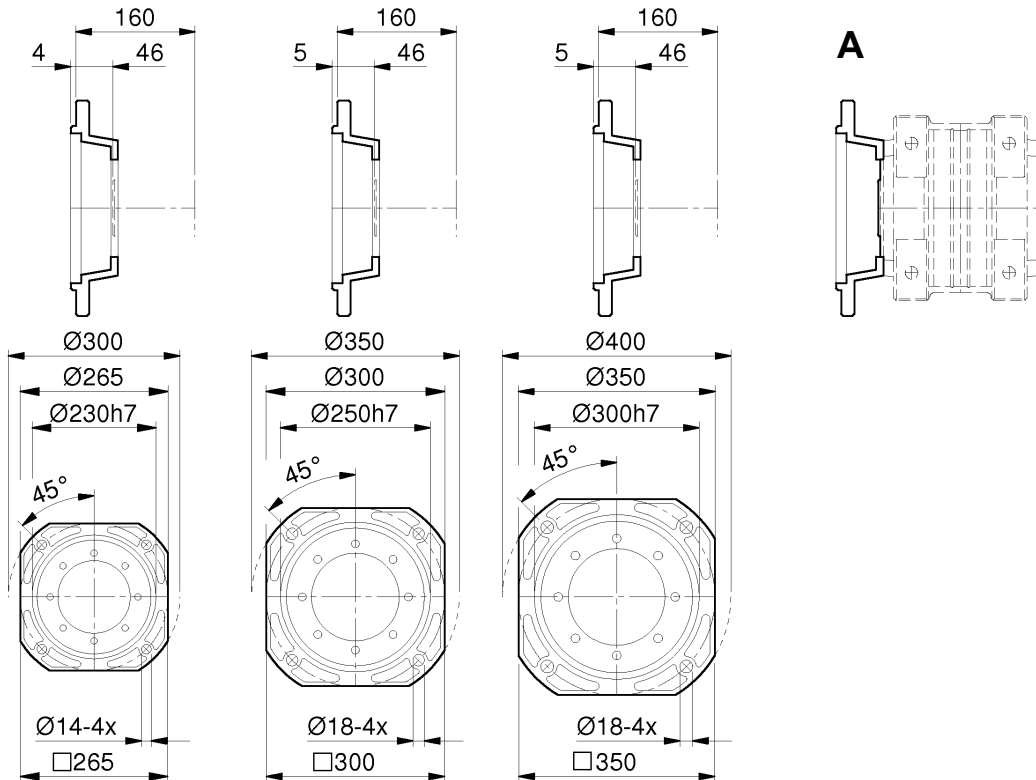 160 160 160 A
4 46 5 46 5 46
Ø300 Ø350 Ø400
Ø265 Ø300 Ø350
Ø230h7 Ø250h7 Ø300h7
45° 45° 45°
Ø14-4x Ø18-4x Ø18-4x
□265 □300 □350